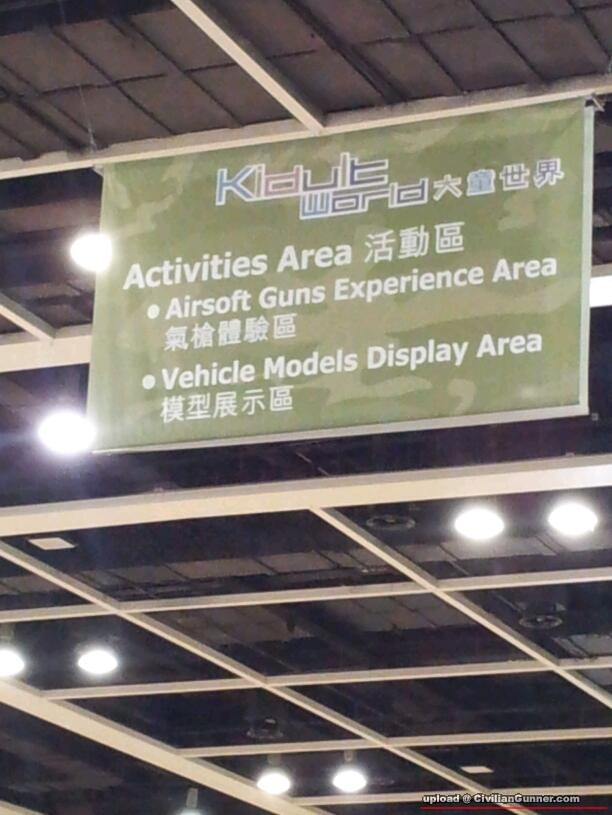 Kidult World 大童世界
Activities Area 活動區
• Airsoft Guns Experience Area
氣槍體驗區
• Vehicle Models Display Area
模型展示區
upload @ CivilianGunner.com